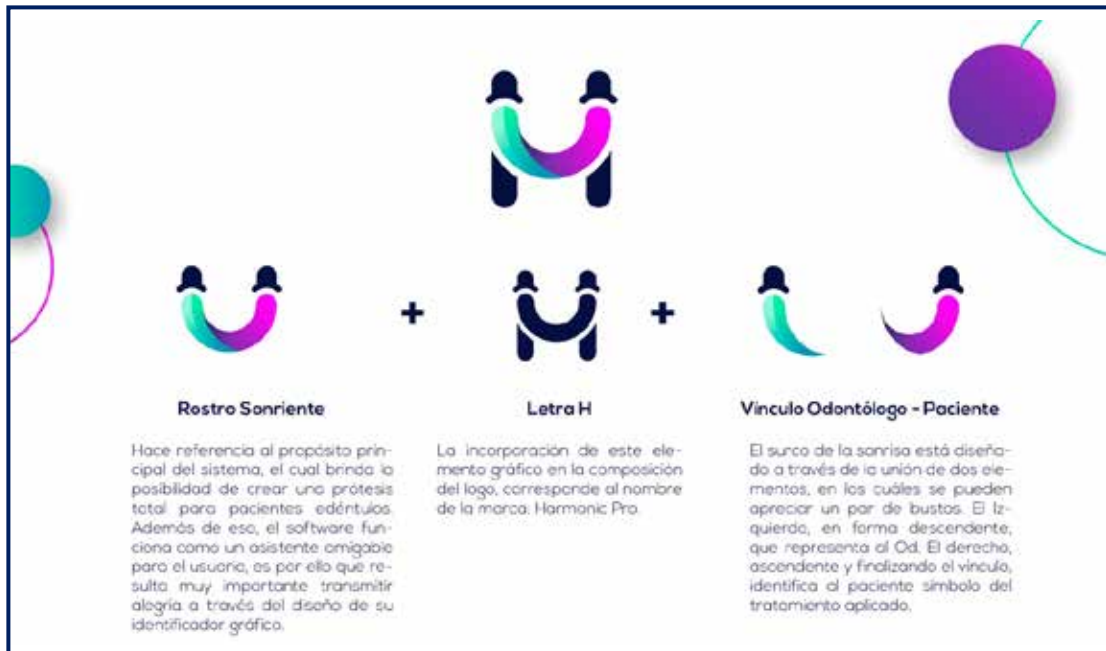 +
+
Rostro Sonriente
Hace referencia al propósito prin-
cipal del sistema, el cual brinda la
posibilidad de crear una prótesis
total para pacientes edéntulos.
Además de eso, el software fun-
ciona como un asistente amigable
para el usuario, es por ello que re-
sulta muy importante transmitir
alegría a través del diseño de su
identificador gráfico.
Letra H
La incorporación de este ele-
mento gráfico en la composición
del logo, corresponde al nombre
de la marca: Harmonic Pro.
Vinculo Odontólogo - Paciente
El surco de la sonrisa está diseña-
do a través de la unión de dos ele-
mentos, en los cuáles se pueden
apreciar un par de bustos. El Iz-
quierdo, en forma descendente,
que representa al Od. El derecho,
ascendente y finalizando el vínculo,
identifica al paciente símbolo del
tratamiento aplicado.